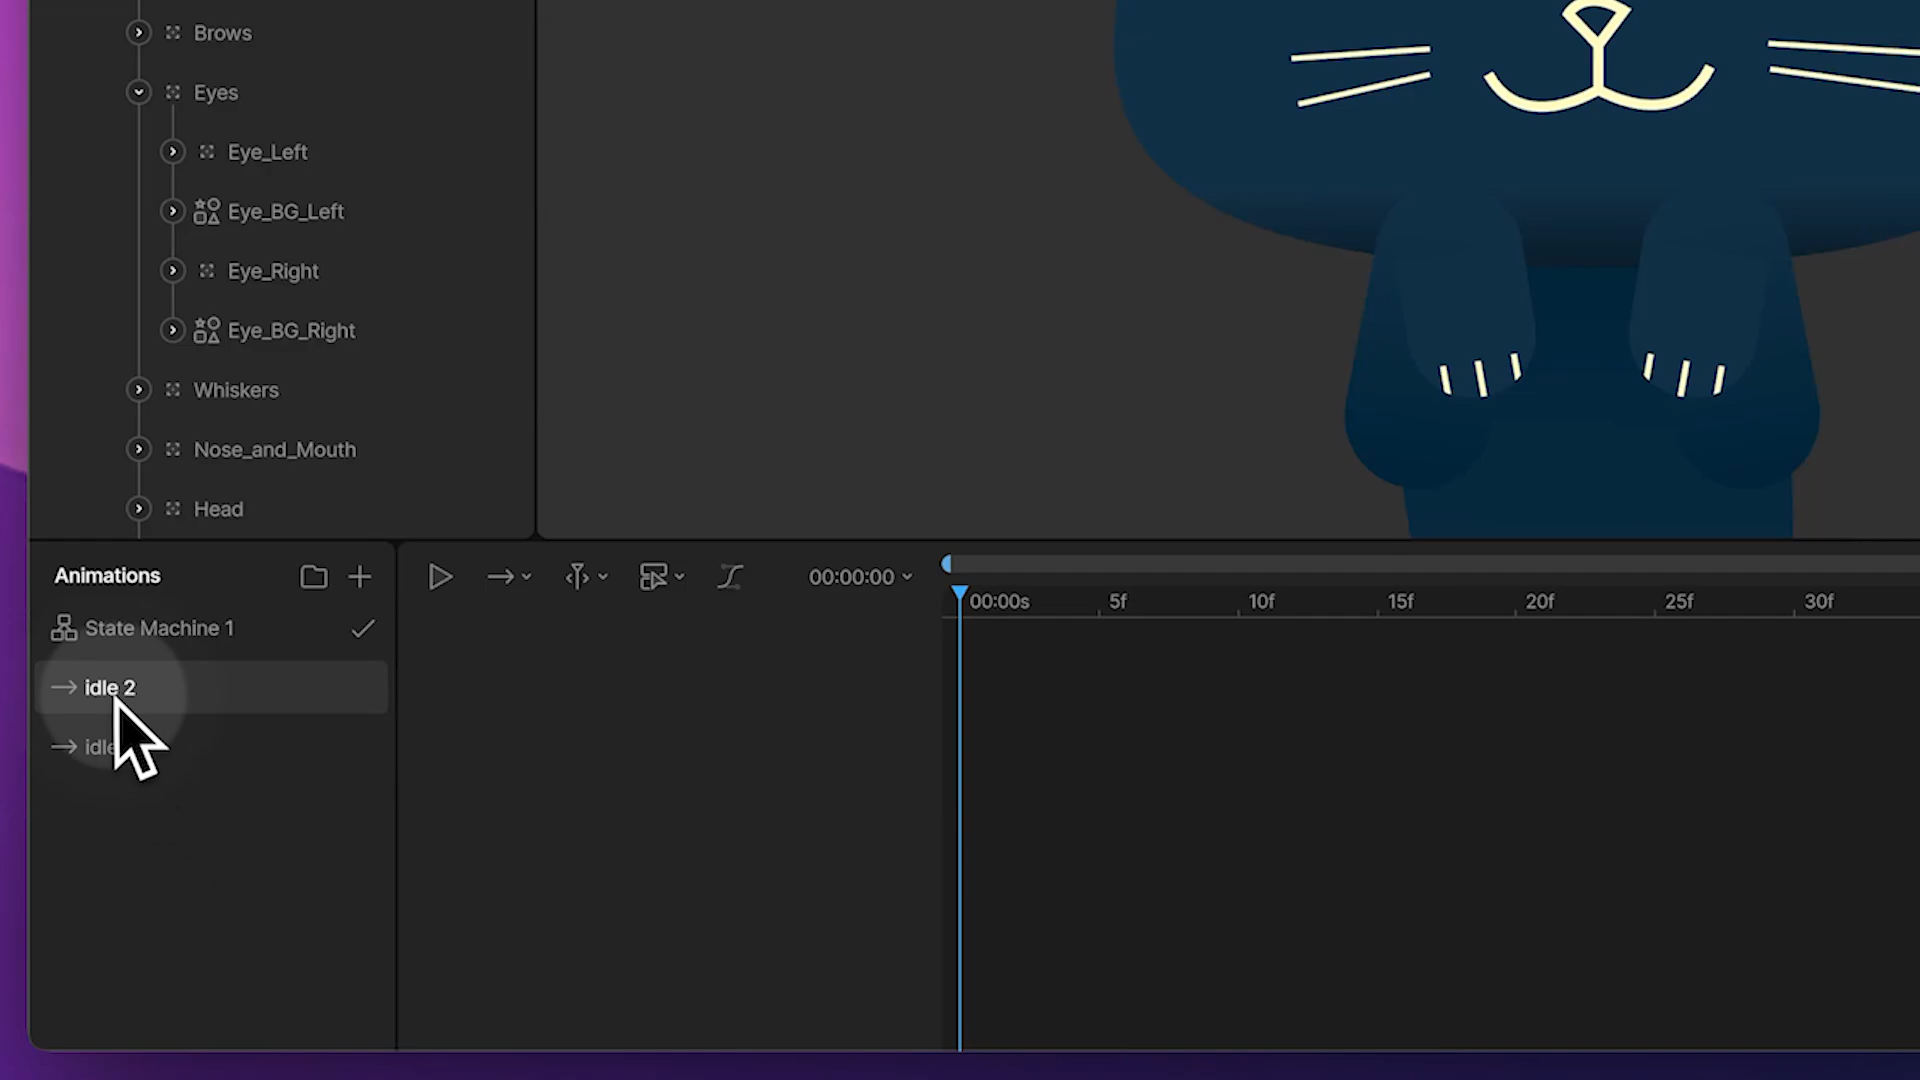 Brows
Eyes
Eye_Left
Eye_BG_Left
Eye_Right
Eye_BG_Right
Whiskers
Nose_and_Mouth
Head
Animations
00:00:00
00:00s 5f 10f 15f 20f 25f 30f
State Machine 1
idle 2
idle